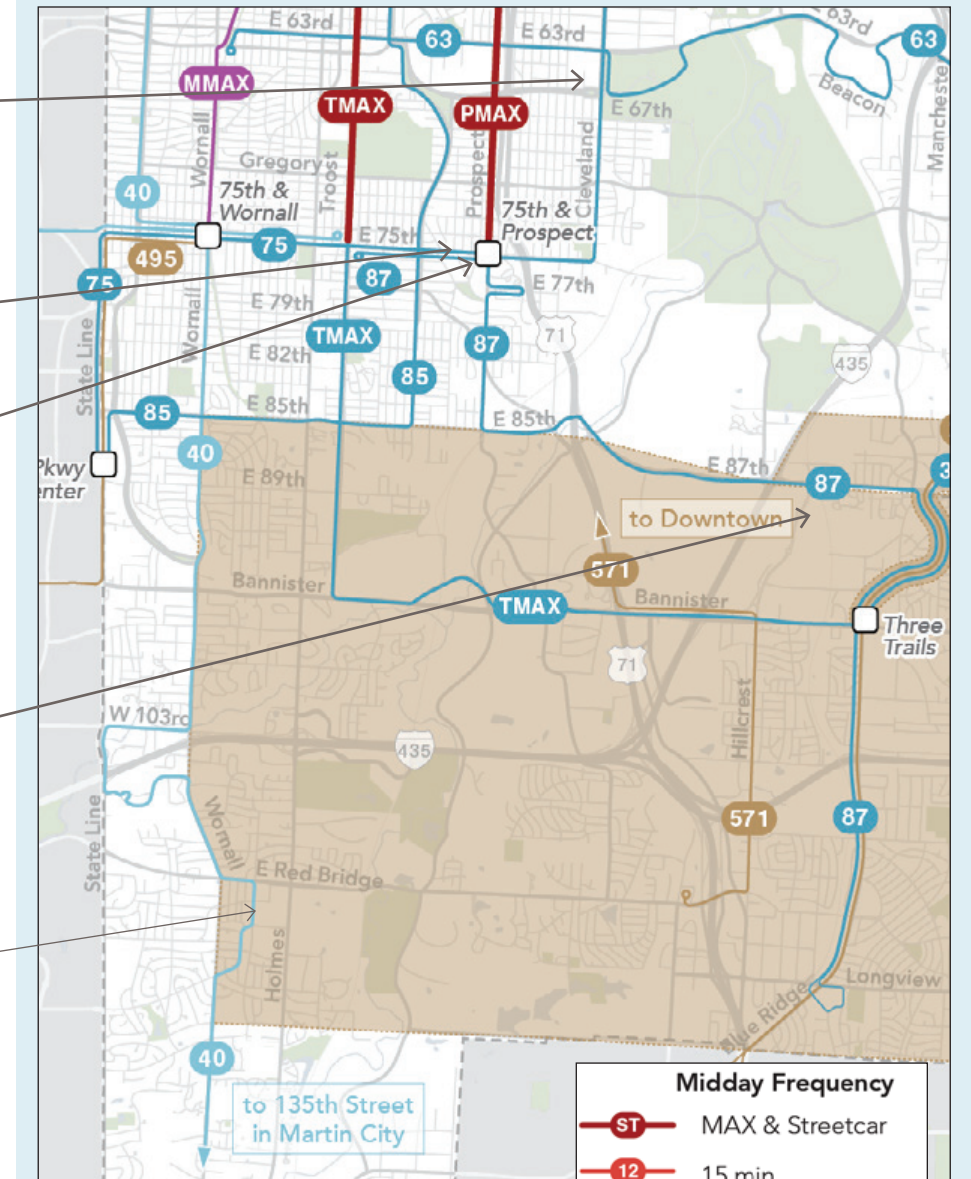 E 63rd
63
E 63rd
E 63rd
63
MMAX
TMAX
PMAX
Beacon
E 67th
Manchester
Wornall
Gregory
Troost
Prospect
Cleveland
40
75th &
Wornall
75th &
Prospect
E 75th
75
495
87
E 77th
75
E 79th
Wornall
TMAX
87
71
State Line
E 82th
85
435
85
E 85th
E 85th
40
Pkwy
enter
E 87th
87
3
E 89th
to Downtown
571
Bannister
Bannister
TMAX
Three
Trails
71
Hillcrest
W 103rd
435
State Line
Wornall
571
87
E Red Bridge
Holmes
Longview
Blue Ridge
40
to 135th Street
in Martin City
Midday Frequency
ST MAX & Streetcar
12 15 min